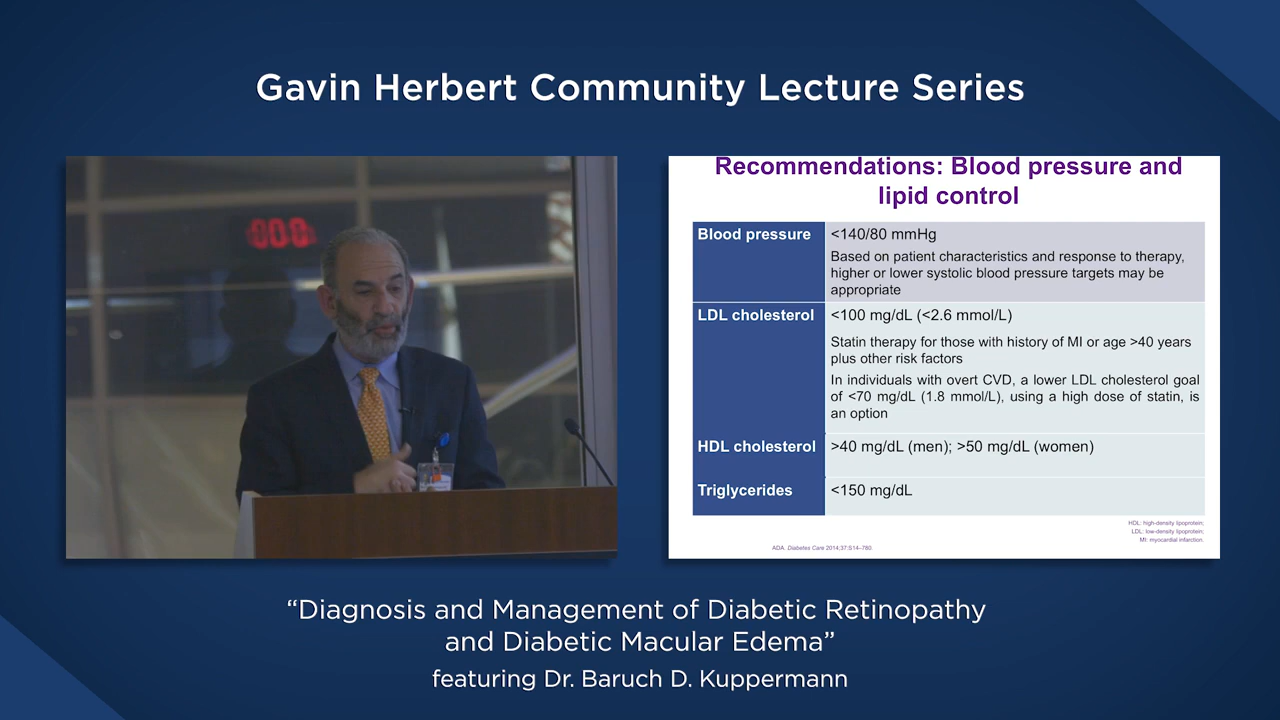 Gavin Herbert Community Lecture Series
000
Recommendations: Blood pressure and
lipid control
Blood pressure
<140/80 mmHg
Based on patient characteristics and response to therapy,
higher or lower systolic blood pressure targets may be
appropriate
LDL cholesterol
<100 mg/dL (<2.6 mmol/L)
Statin therapy for those with history of MI or age >40 years
plus other risk factors
In individuals with overt CVD, a lower LDL cholesterol goal
of <70 mg/dL (1.8 mmol/L), using a high dose of statin, is
an option
HDL cholesterol
>40 mg/dL (men); >50 mg/dL (women)
Triglycerides
<150 mg/dL
HDL: high-density lipoprotein;
LDL: low-density lipoprotein;
MI: myocardial infarction.
ADA. Diabetes Care 2014;37:S14–?80.
“Diagnosis and Management of Diabetic Retinopathy
and Diabetic Macular Edema”
featuring Dr. Baruch D. Kuppermann